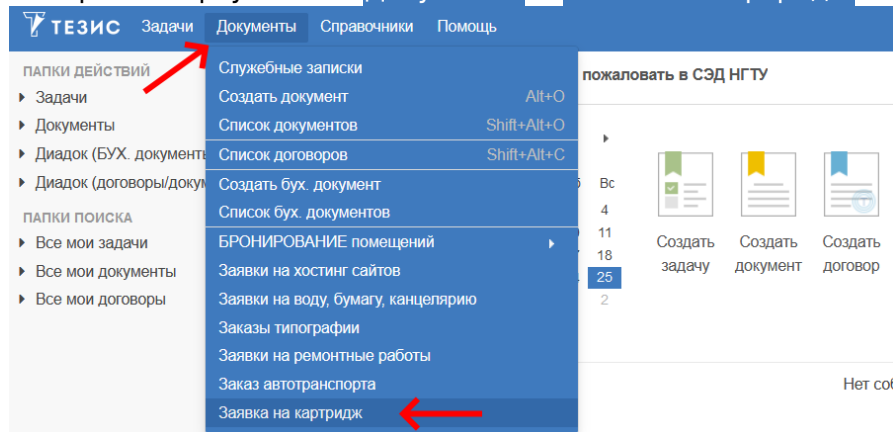 ТЕЗИС Задачи Документы Справочники Помощь
ПАПКИ ДЕЙСТВИЙ
Задачи
Документы
Диадок (БУХ.
Диадок
ПАПКИ ПОИСКА
Все мои задачи
Все мои документы
Все мои договоры
Служебные записки
Создать документ Alt+O
Список документов Shift+Alt+O
Список договоров Shift+Alt+C
Создать бух. документ
Список бух. документов
БРОНИРОВАНИЕ помещений
Заявки на хостинг сайтов
Заявки на воду, бумагу, канцелярию
Заказы типографии
Заявки на ремонтные работы
Заказ автотранспорта
Заявка на картридж
пожаловать в СЭД НГТУ
Вс
4
11
18
25
2
Создать задачу
Создать документ
Создать договор
Нет